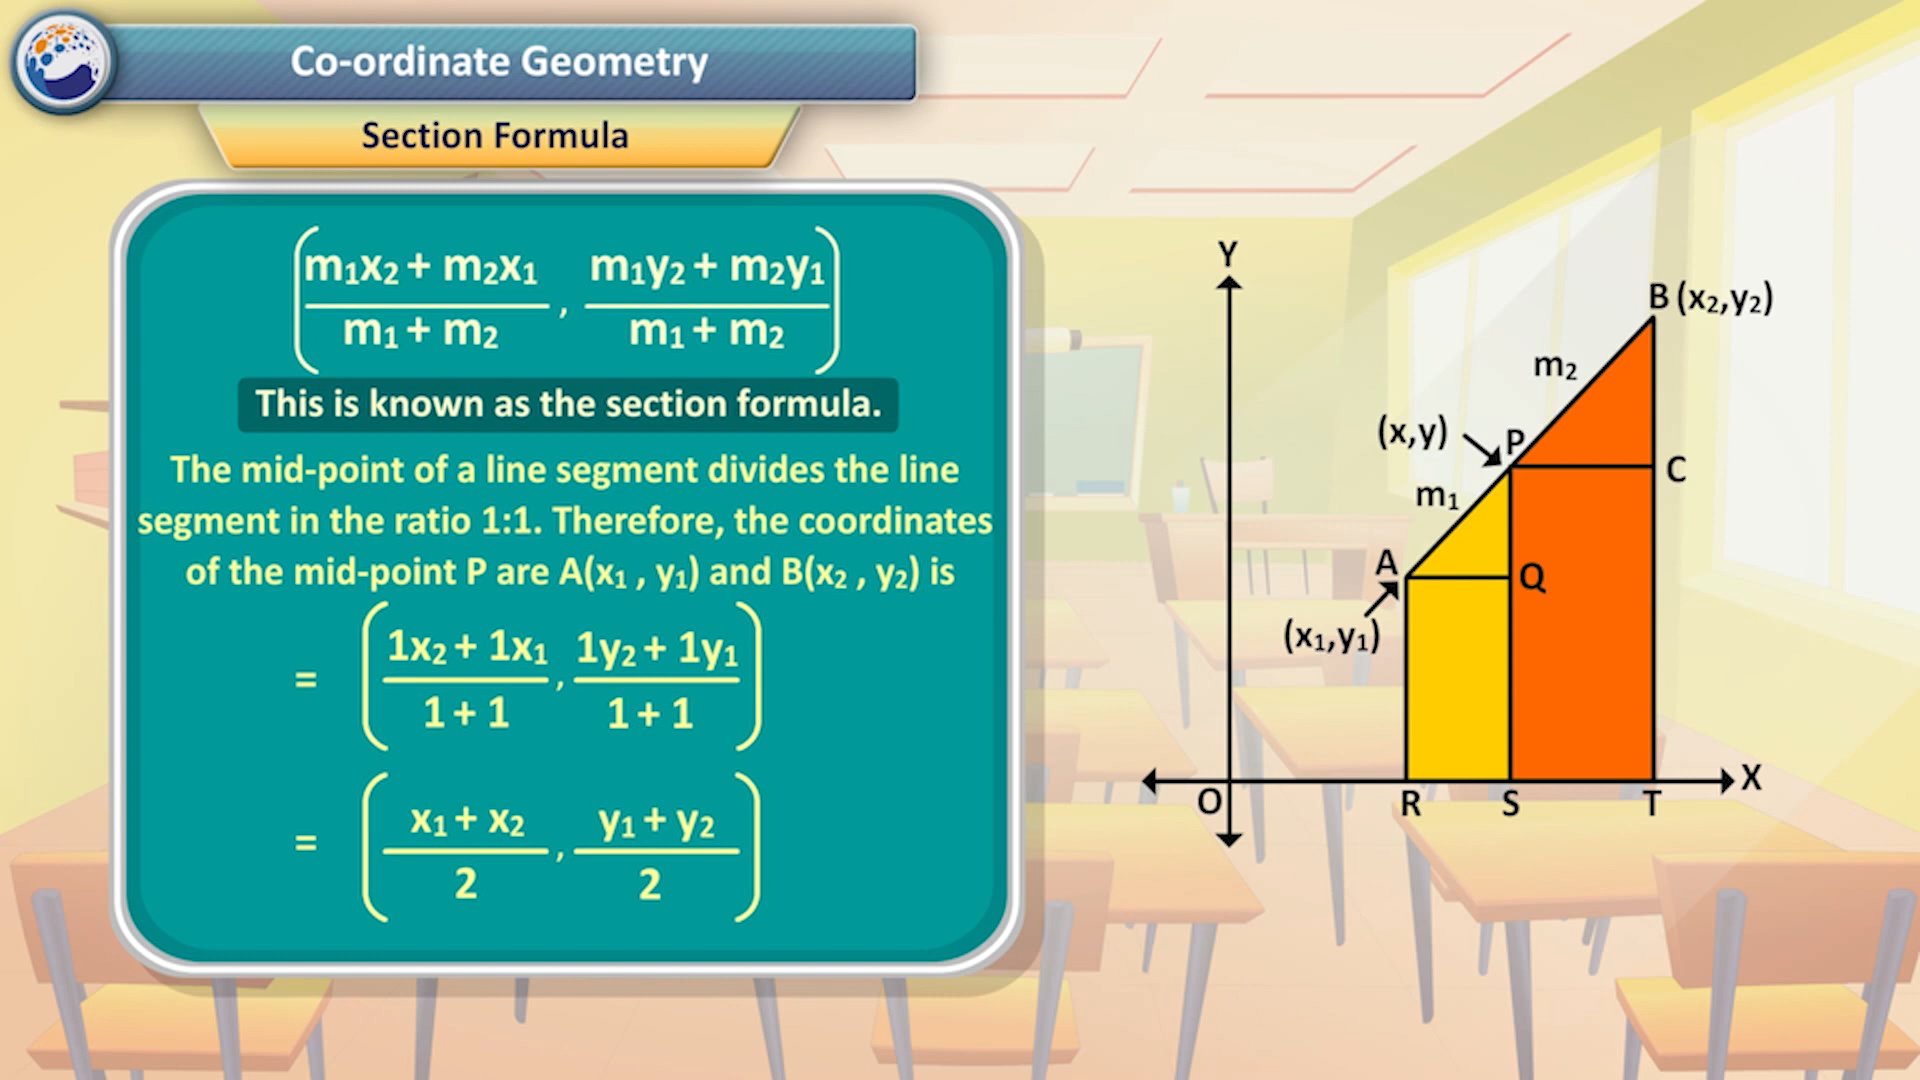 Co-ordinate Geometry
Section Formula
(m₁x₂ + m₂x₁ / m₁ + m₂ , m₁y₂ + m₂y₁ / m₁ + m₂)
This is known as the section formula.
The mid-point of a line segment divides the line
segment in the ratio 1:1. Therefore, the coordinates
of the mid-point P are A(x₁ , y₁) and B(x₂ , y₂) is
= (1x₂ + 1x₁ / 1 + 1 , 1y₂ + 1y₁ / 1 + 1)
= (x₁ + x₂ / 2 , y₁ + y₂ / 2)
Y
B (x₂,y₂)
m₂
(x,y)
P
C
m₁
A
Q
(x₁,y₁)
X
O
R
S
T